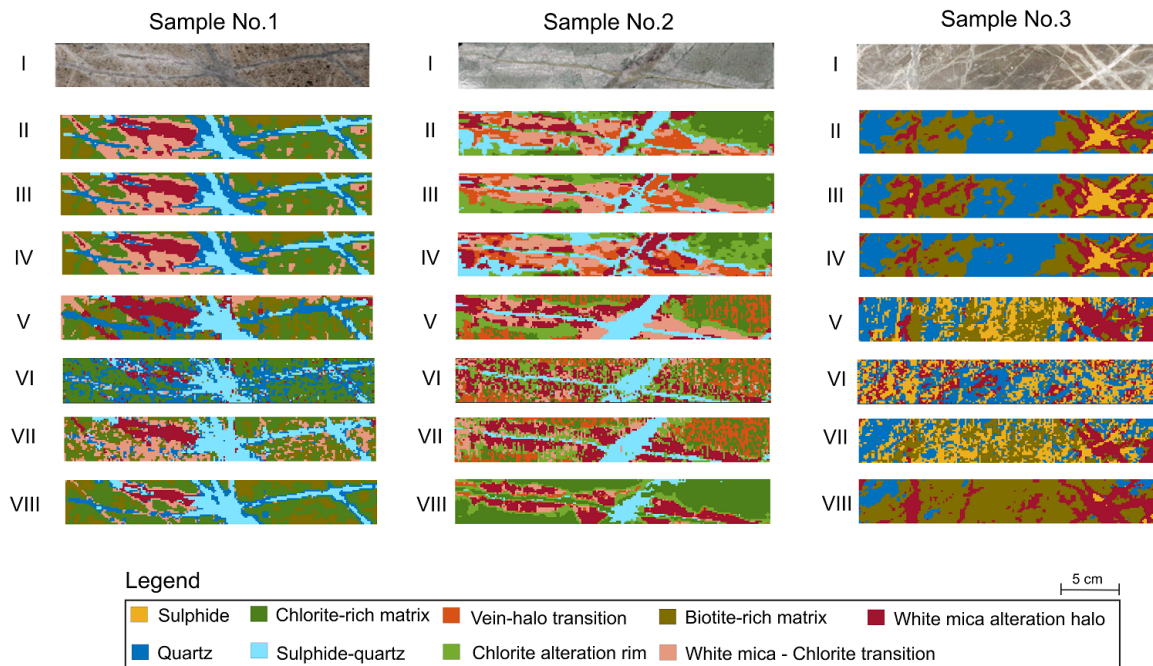 Sample No.1 Sample No.2 Sample No.3
I I I
II II II
III III III
IV IV IV
V V V
VI VI VI
VII VII VII
VIII VIII VIII
Legend
5 cm
Sulphide Chlorite-rich matrix Vein-halo transition Biotite-rich matrix White mica alteration halo
Quartz Sulphide-quartz Chlorite alteration rim White mica - Chlorite transition